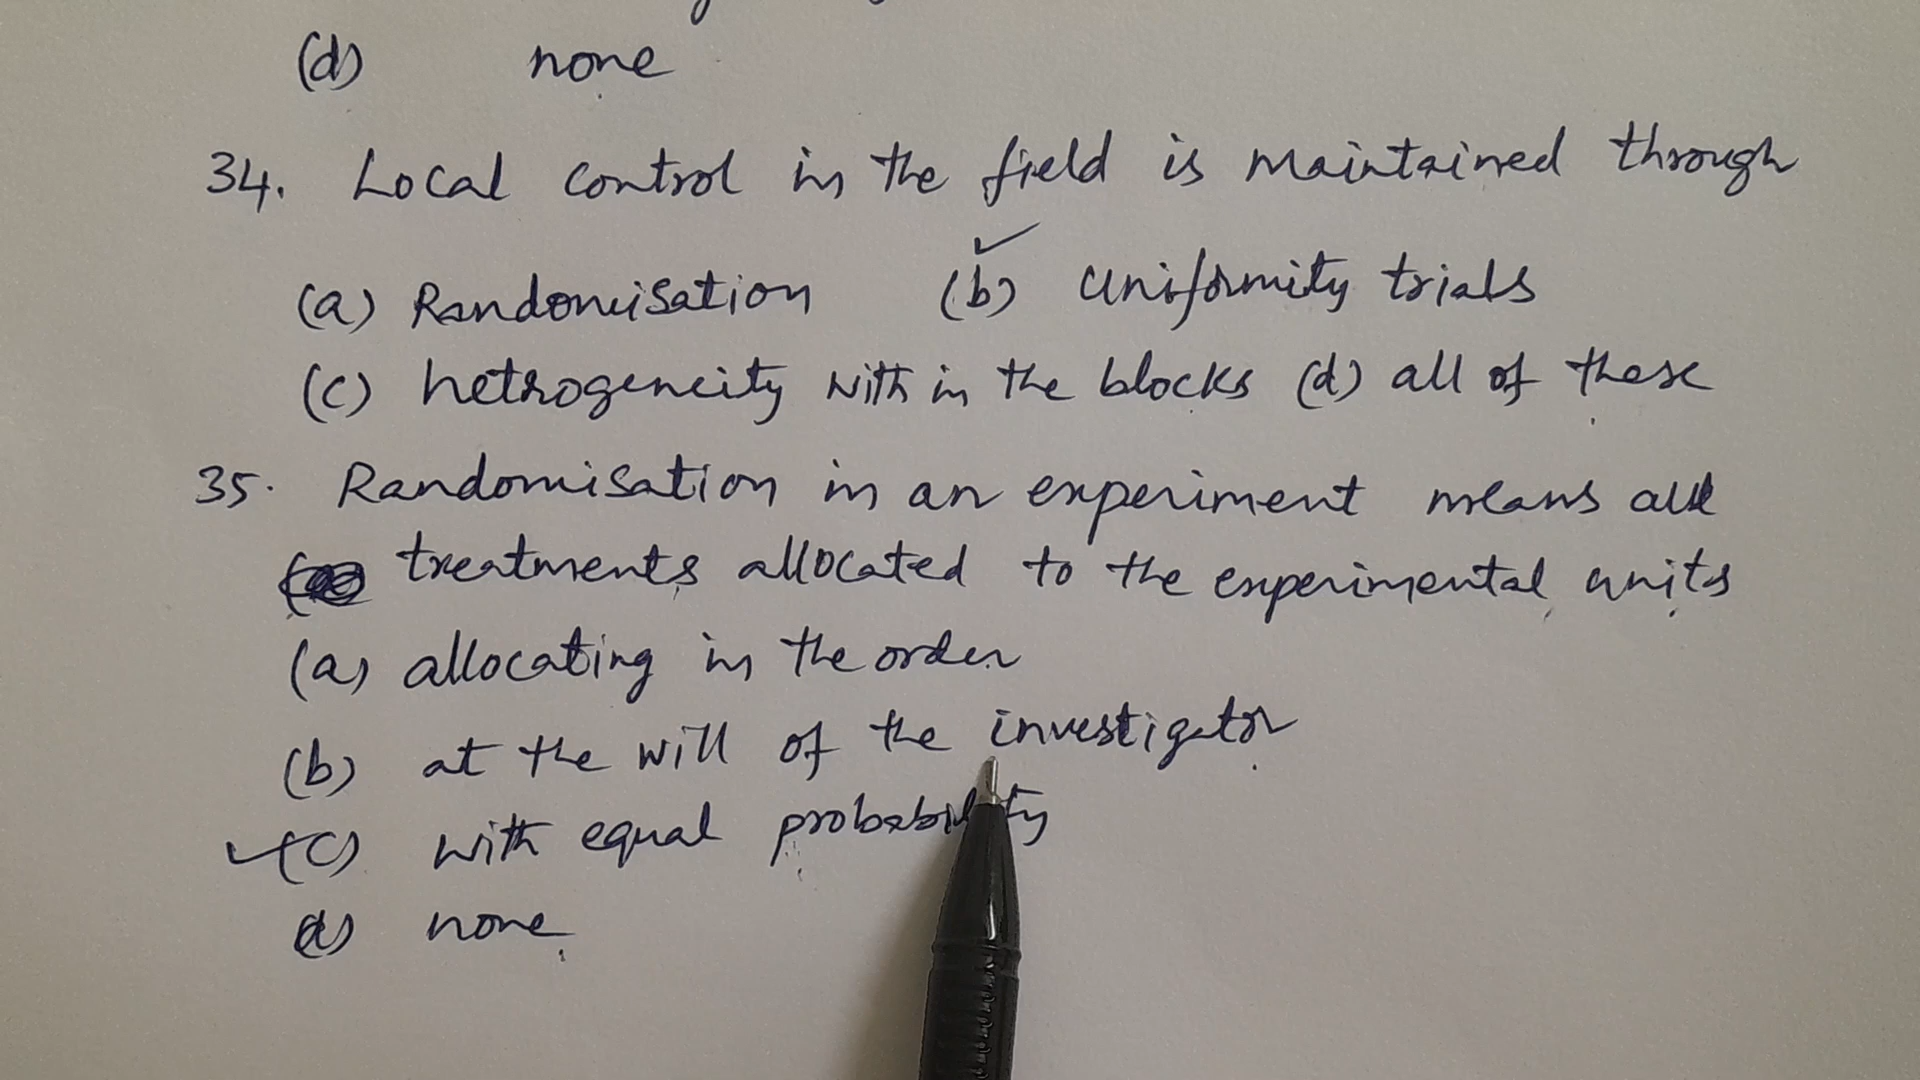 (d) none
34. Local control in the field is maintained through
(a) Randomisation (b) Uniformity trials
(c) hetrogeneity with in the blocks (d) all of these
35. Randomisation in an experiment means all
treatments allocated to the experimental units
(a) allocating in the order
(b) at the will of the investigator
(c) with equal probability
(d) none